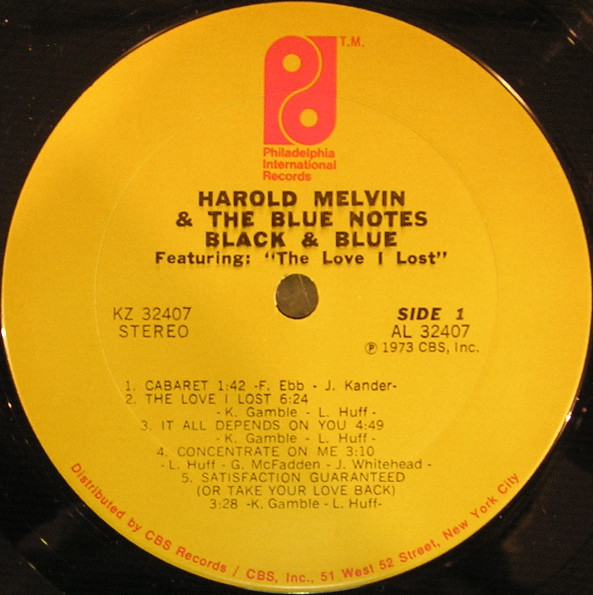 T.M.
Philadelphia
International
Records
HAROLD MELVIN
& THE BLUE NOTES
BLACK & BLUE
Featuring: "The Love I Lost"
KZ 32407
STEREO
SIDE 1
AL 32407
℗ 1973 CBS, Inc.
1. CABARET 1:42 -F. Ebb - J. Kander-
2. THE LOVE I LOST 6:24
- K. Gamble - L. Huff -
3. IT ALL DEPENDS ON YOU 4:49
- K. Gamble - L. Huff -
4. CONCENTRATE ON ME 3:10
- L. Huff - G. McFadden - J. Whitehead -
5. SATISFACTION GUARANTEED
(OR TAKE YOUR LOVE BACK)
3:28 -K. Gamble - L. Huff-
Distributed by CBS Records / CBS, Inc., 51 West 52 Street, New York City